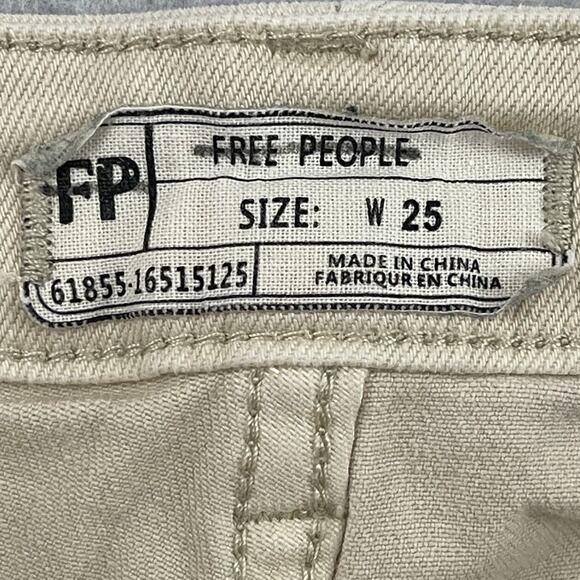 FP
FREE PEOPLE
SIZE: W 25
61855-16515125
MADE IN CHINA
FABRIQUR EN CHINA